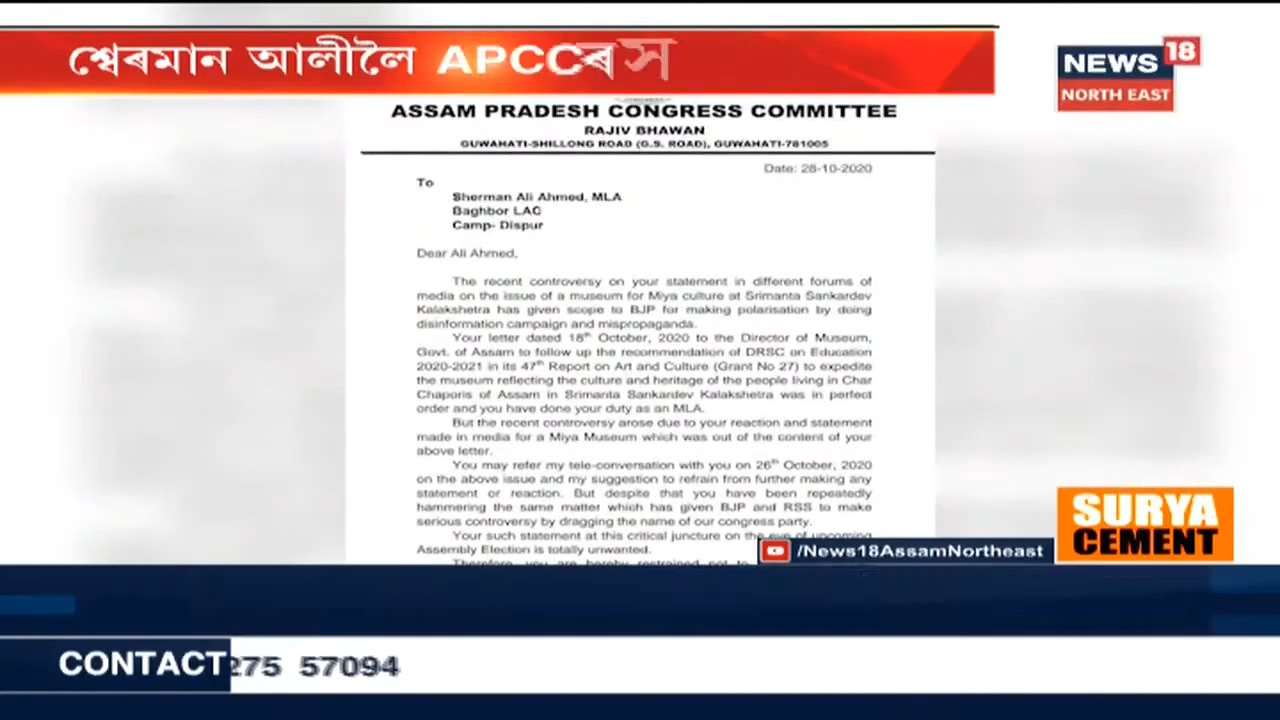 শ্বেৰমান আলীলৈ APCCৰ স
NEWS 18
NORTH EAST
ASSAM PRADESH CONGRESS COMMITTEE
RAJIV BHAWAN
GUWAHATI-SHILLONG ROAD (G.S. ROAD), GUWAHATI-781005
Date: 28-10-2020
To
Sherman Ali Ahmed, MLA
Baghbor LAC
Camp- Dispur
Dear Ali Ahmed,
The recent controversy on your statement in different forums of
media on the issue of a museum for Miya culture at Srimanta Sankardev
Kalakshetra has given scope to BJP for making polarisation by doing
disinformation campaign and mispropaganda.
Your letter dated 18th October, 2020 to the Director of Museum,
Govt. of Assam to follow up the recommendation of DRSC on Education
2020-2021 in its 47th Report on Art and Culture (Grant No 27) to expedite
the museum reflecting the culture and heritage of the people living in Char
Chaporis of Assam in Srimanta Sankardev Kalakshetra was in perfect
order and you have done your duty as an MLA.
But the recent controversy arose due to your reaction and statement
made in media for a Miya Museum which was out of the content of your
above letter.
You may refer my tele-conversation with you on 26th October, 2020
on the above issue and my suggestion to refrain from further making any
statement or reaction. But despite that you have been repeatedly
hammering the same matter which has given BJP and RSS to make
serious controversy by dragging the name of our congress party.
Your such statement at this critical juncture on the eve of upcoming
Assembly Election is totally unwanted.
Therefore, you are hereby restrained not to
/News18AssamNortheast
SURYA
CEMENT
CONTACT 275 57094